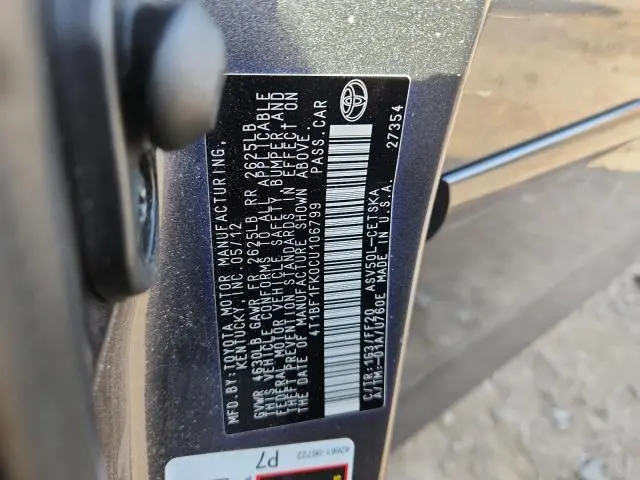 MFD.BY:TOYOTA MOTOR MANUFACTURING,
KENTUCKY, INC 05/12
GVWR 4630LB GAWR FR 2625LB RR 2625LB
THIS VEHICLE CONFORMS TO ALL APPLICABLE
FEDERAL MOTOR VEHICLE SAFETY BUMPER AND
THEFT PREVENTION STANDARDS IN EFFECT ON
THE DATE OF MANUFACTURE SHOWN ABOVE.
4T1BF1FK0CU106799 PASS.CAR
C/TR:1G3/FF20 ASV50L-CETSKA
A/TM:-01A/U760E MADE IN U.S.A.
27354
42661-06722
P7